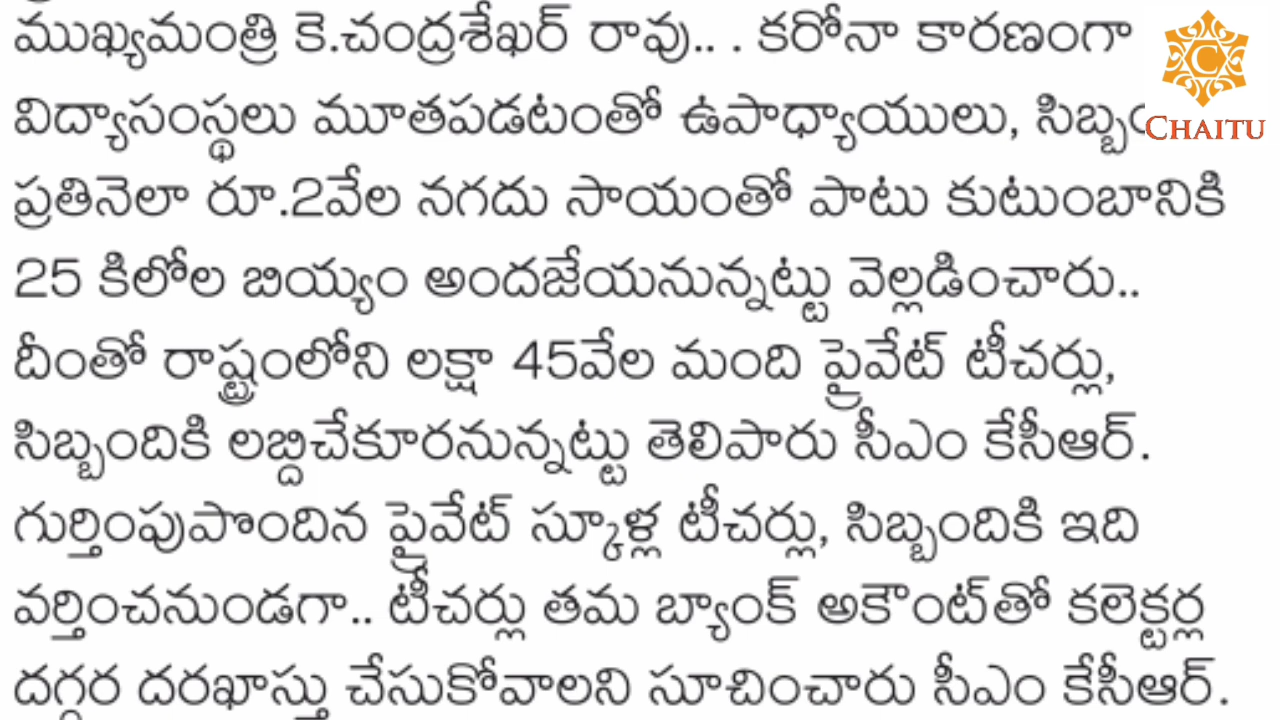 ముఖ్యమంత్రి కె.చంద్రశేఖర్ రావు.. . కరోనా కారణంగా
విద్యాసంస్థలు మూతపడటంతో ఉపాధ్యాయులు,
CHAITU
ప్రతినెలా రూ.2వేల నగదు సాయంతో పాటు కుటుంబానికి
25 కిలోల బియ్యం అందజేయనున్నట్టు వెల్లడించారు..
దీంతో రాష్ట్రంలోని లక్షా 45వేల మంది ప్రైవేట్ టీచర్లు,
సిబ్బందికి లబ్దిచేకూరనున్నట్టు తెలిపారు సీఎం కేసీఆర్.
గుర్తింపుపొందిన ప్రైవేట్ స్కూళ్ల టీచర్లు, సిబ్బందికి ఇది
వర్తించనుండగా.. టీచర్లు తమ బ్యాంక్ అకౌంట్‌తో కలెక్టర్ల
దగ్గర దరఖాస్తు చేసుకోవాలని సూచించారు సీఎం కేసీఆర్.